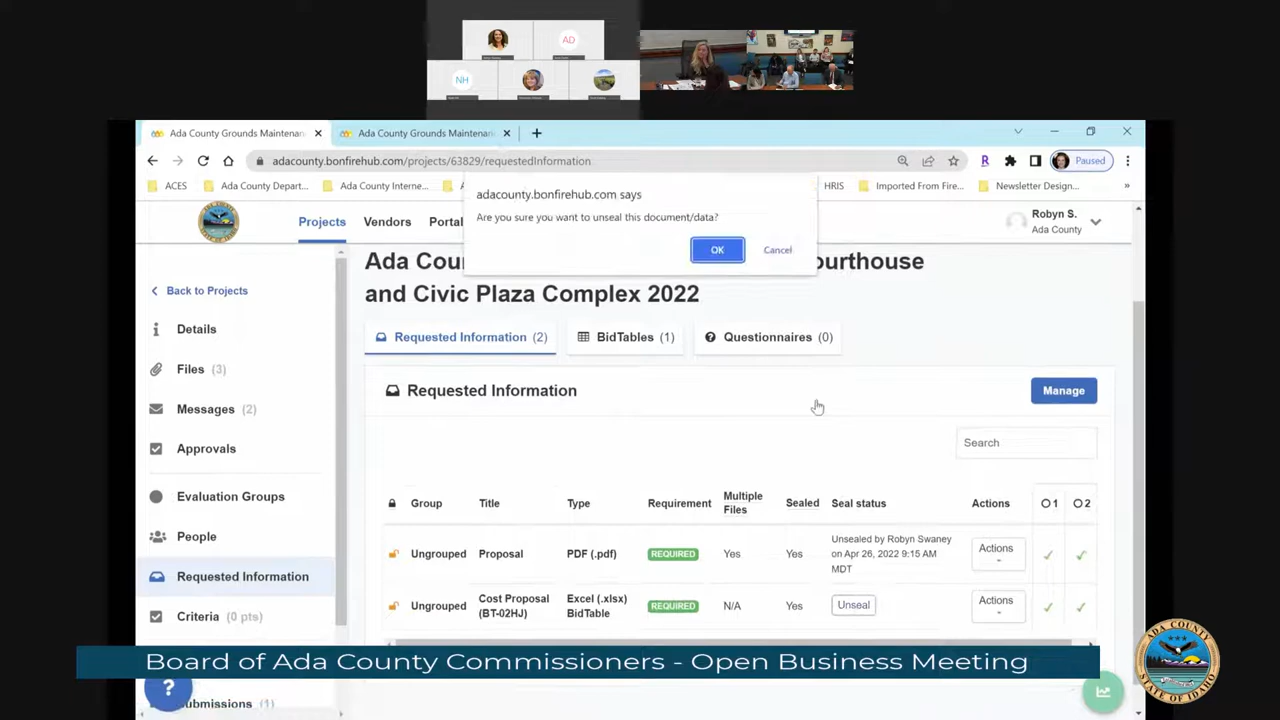 AD
NH
Ada County Grounds Maintenan
Ada County Grounds Maintenan
adacounty.bonfirehub.com/projects/63829/requestedInformation
R
Paused
ACES
Ada County Depart...
Ada County Interne...
HRIS
Imported From Fire...
Newsletter Design...
»
adacounty.bonfirehub.com says
Are you sure you want to unseal this document/data?
OK
Cancel
Projects
Vendors
Portal
Robyn S.
Ada County
Ada Cou
ourthouse
and Civic Plaza Complex 2022
Back to Projects
Details
Files (3)
Messages (2)
Approvals
Evaluation Groups
People
Requested Information
Criteria (0 pts)
ubmissions (1)
Requested Information (2)
BidTables (1)
Questionnaires (0)
Requested Information
Manage
Search
Group
Title
Type
Requirement
Multiple
Files
Sealed
Seal status
Actions
1
2
Ungrouped
Proposal
PDF (.pdf)
REQUIRED
Yes
Yes
Unsealed by Robyn Swaney
on Apr 26, 2022 9:15 AM
MDT
Actions
Ungrouped
Cost Proposal
(BT-02HJ)
Excel (.xlsx)
BidTable
REQUIRED
N/A
Yes
Unseal
Actions
Board of Ada County Commissioners - Open Business Meeting
?
ADA COUNTY
STATE OF IDAHO